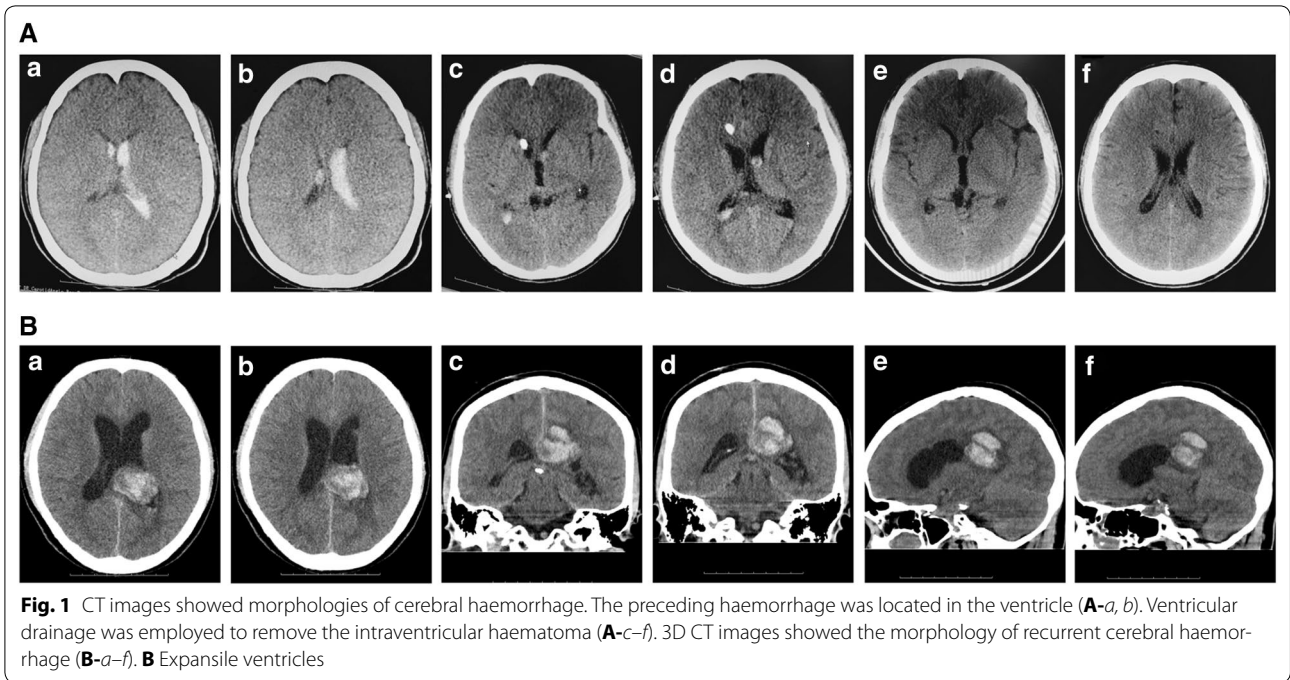 A
a b c d e f
B
a b c d e f
Fig. 1 CT images showed morphologies of cerebral haemorrhage. The preceding haemorrhage was located in the ventricle (A-a, b). Ventricular
drainage was employed to remove the intraventricular haematoma (A-c–f). 3D CT images showed the morphology of recurrent cerebral haemor-
rhage (B-a–f). B Expansile ventricles